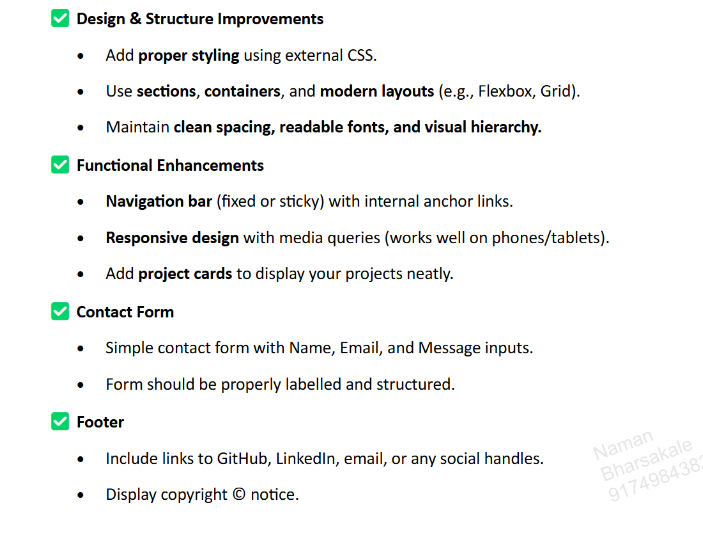 ✅ Design & Structure Improvements
• Add proper styling using external CSS.
• Use sections, containers, and modern layouts (e.g., Flexbox, Grid).
• Maintain clean spacing, readable fonts, and visual hierarchy.
✅ Functional Enhancements
• Navigation bar (fixed or sticky) with internal anchor links.
• Responsive design with media queries (works well on phones/tablets).
• Add project cards to display your projects neatly.
✅ Contact Form
• Simple contact form with Name, Email, and Message inputs.
• Form should be properly labelled and structured.
✅ Footer
• Include links to GitHub, LinkedIn, email, or any social handles.
• Display copyright © notice.
Naman
Bharsakale
917498438